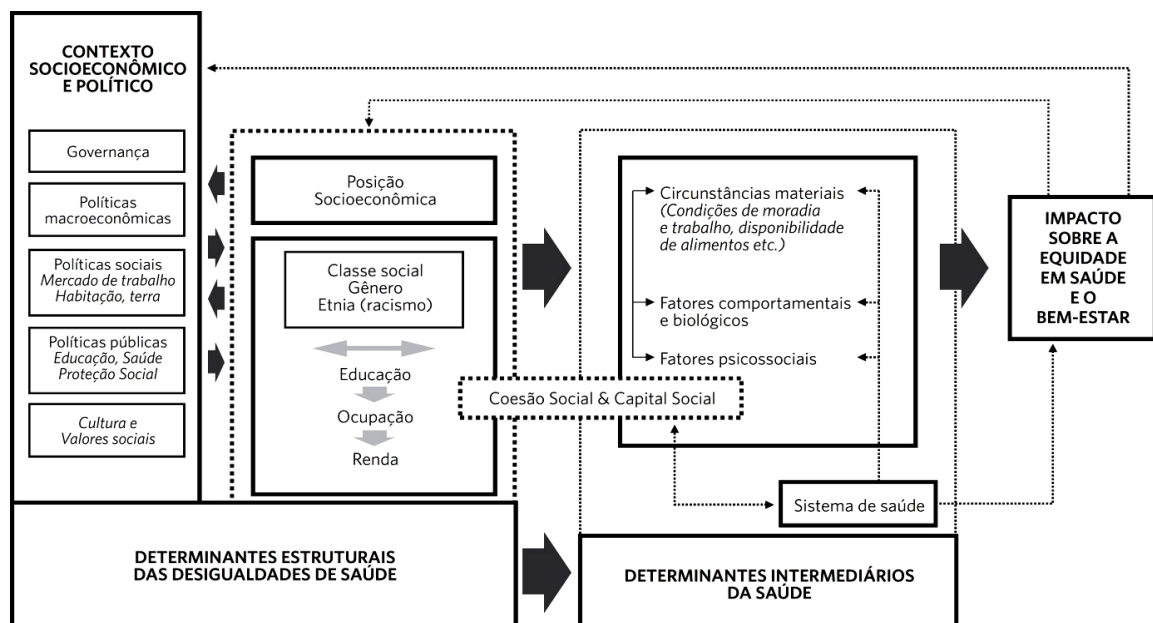 CONTEXTO
SOCIOECONÔMICO
E POLÍTICO
Governança
Políticas
macroeconômicas
Políticas sociais
Mercado de trabalho
Habitação, terra
Políticas públicas
Educação, Saúde
Proteção Social
Cultura e
Valores sociais
Posição
Socioeconômica
Classe social
Gênero
Etnia (racismo)
Educação
Ocupação
Renda
Coesão Social & Capital Social
Circunstâncias materiais
(Condições de moradia
e trabalho, disponibilidade
de alimentos etc.)
Fatores comportamentais
e biológicos
Fatores psicossociais
Sistema de saúde
IMPACTO
SOBRE A
EQUIDADE
EM SAÚDE
E O
BEM-ESTAR
DETERMINANTES ESTRUTURAIS
DAS DESIGUALDADES DE SAÚDE
DETERMINANTES INTERMEDIÁRIOS
DA SAÚDE